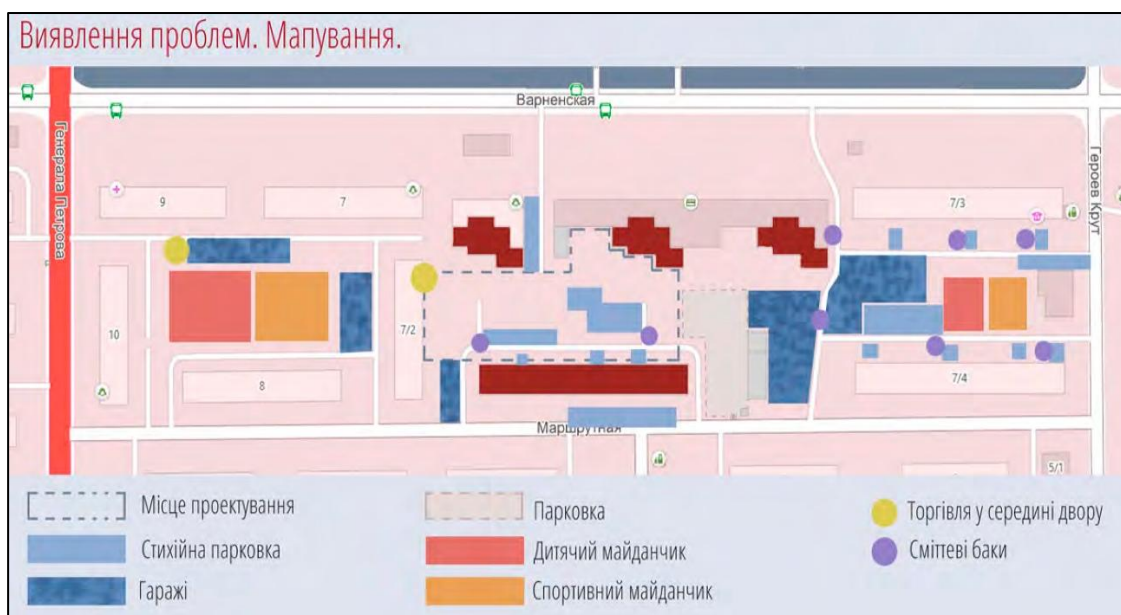 Виявлення проблем. Мапування.
Варненская
Генерала Петрова
Героев Крут
9
7
7/3
10
7/2
8
7/4
Маршрутная
5/1
Місце проектування
Парковка
Торгівля у середині двору
Стихійна парковка
Дитячий майданчик
Сміттеві баки
Гаражі
Спортивний майданчик